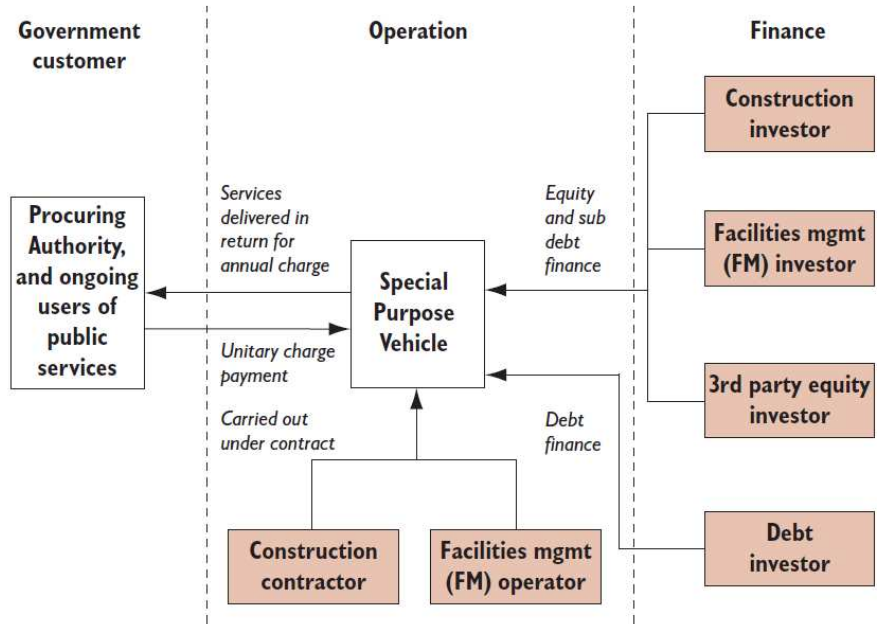 Government
customer
Operation
Finance
Construction
investor
Services
delivered in
return for
annual charge
Equity
and sub
debt
finance
Procuring
Authority,
and ongoing
users of
public
services
Facilities mgmt
(FM) investor
Special
Purpose
Vehicle
Unitary charge
payment
3rd party equity
investor
Carried out
under contract
Debt
finance
Construction
contractor
Facilities mgmt
(FM) operator
Debt
investor